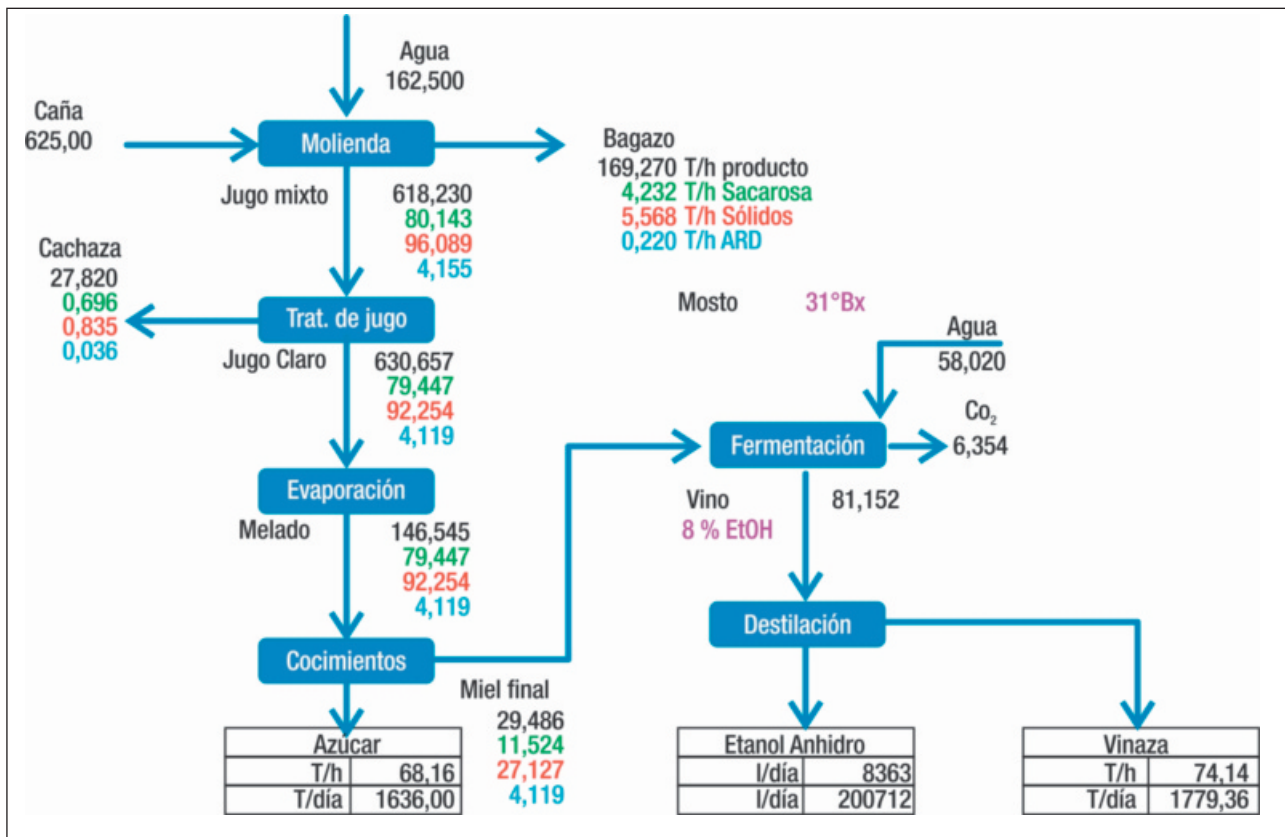 Agua
162,500
Caña
625,00
Molienda
Bagazo
169,270 T/h producto
4,232 T/h Sacarosa
5,568 T/h Sólidos
0,220 T/h ARD
Jugo mixto
618,230
80,143
96,089
4,155
Cachaza
27,820
0,696
0,835
0,036
Trat. de jugo
Jugo Claro
630,657
79,447
92,254
4,119
Mosto 31°Bx
Agua
58,020
Fermentación
Co2
6,354
Evaporación
Melado
146,545
79,447
92,254
4,119
Vino
8 % EtOH
81,152
Destilación
Cocimientos
Miel final
29,486
11,524
27,127
4,119
Azúcar
T/h 68,16
T/día 1636,00
Etanol Anhidro
l/día 8363
l/día 200712
Vinaza
T/h 74,14
T/día 1779,36